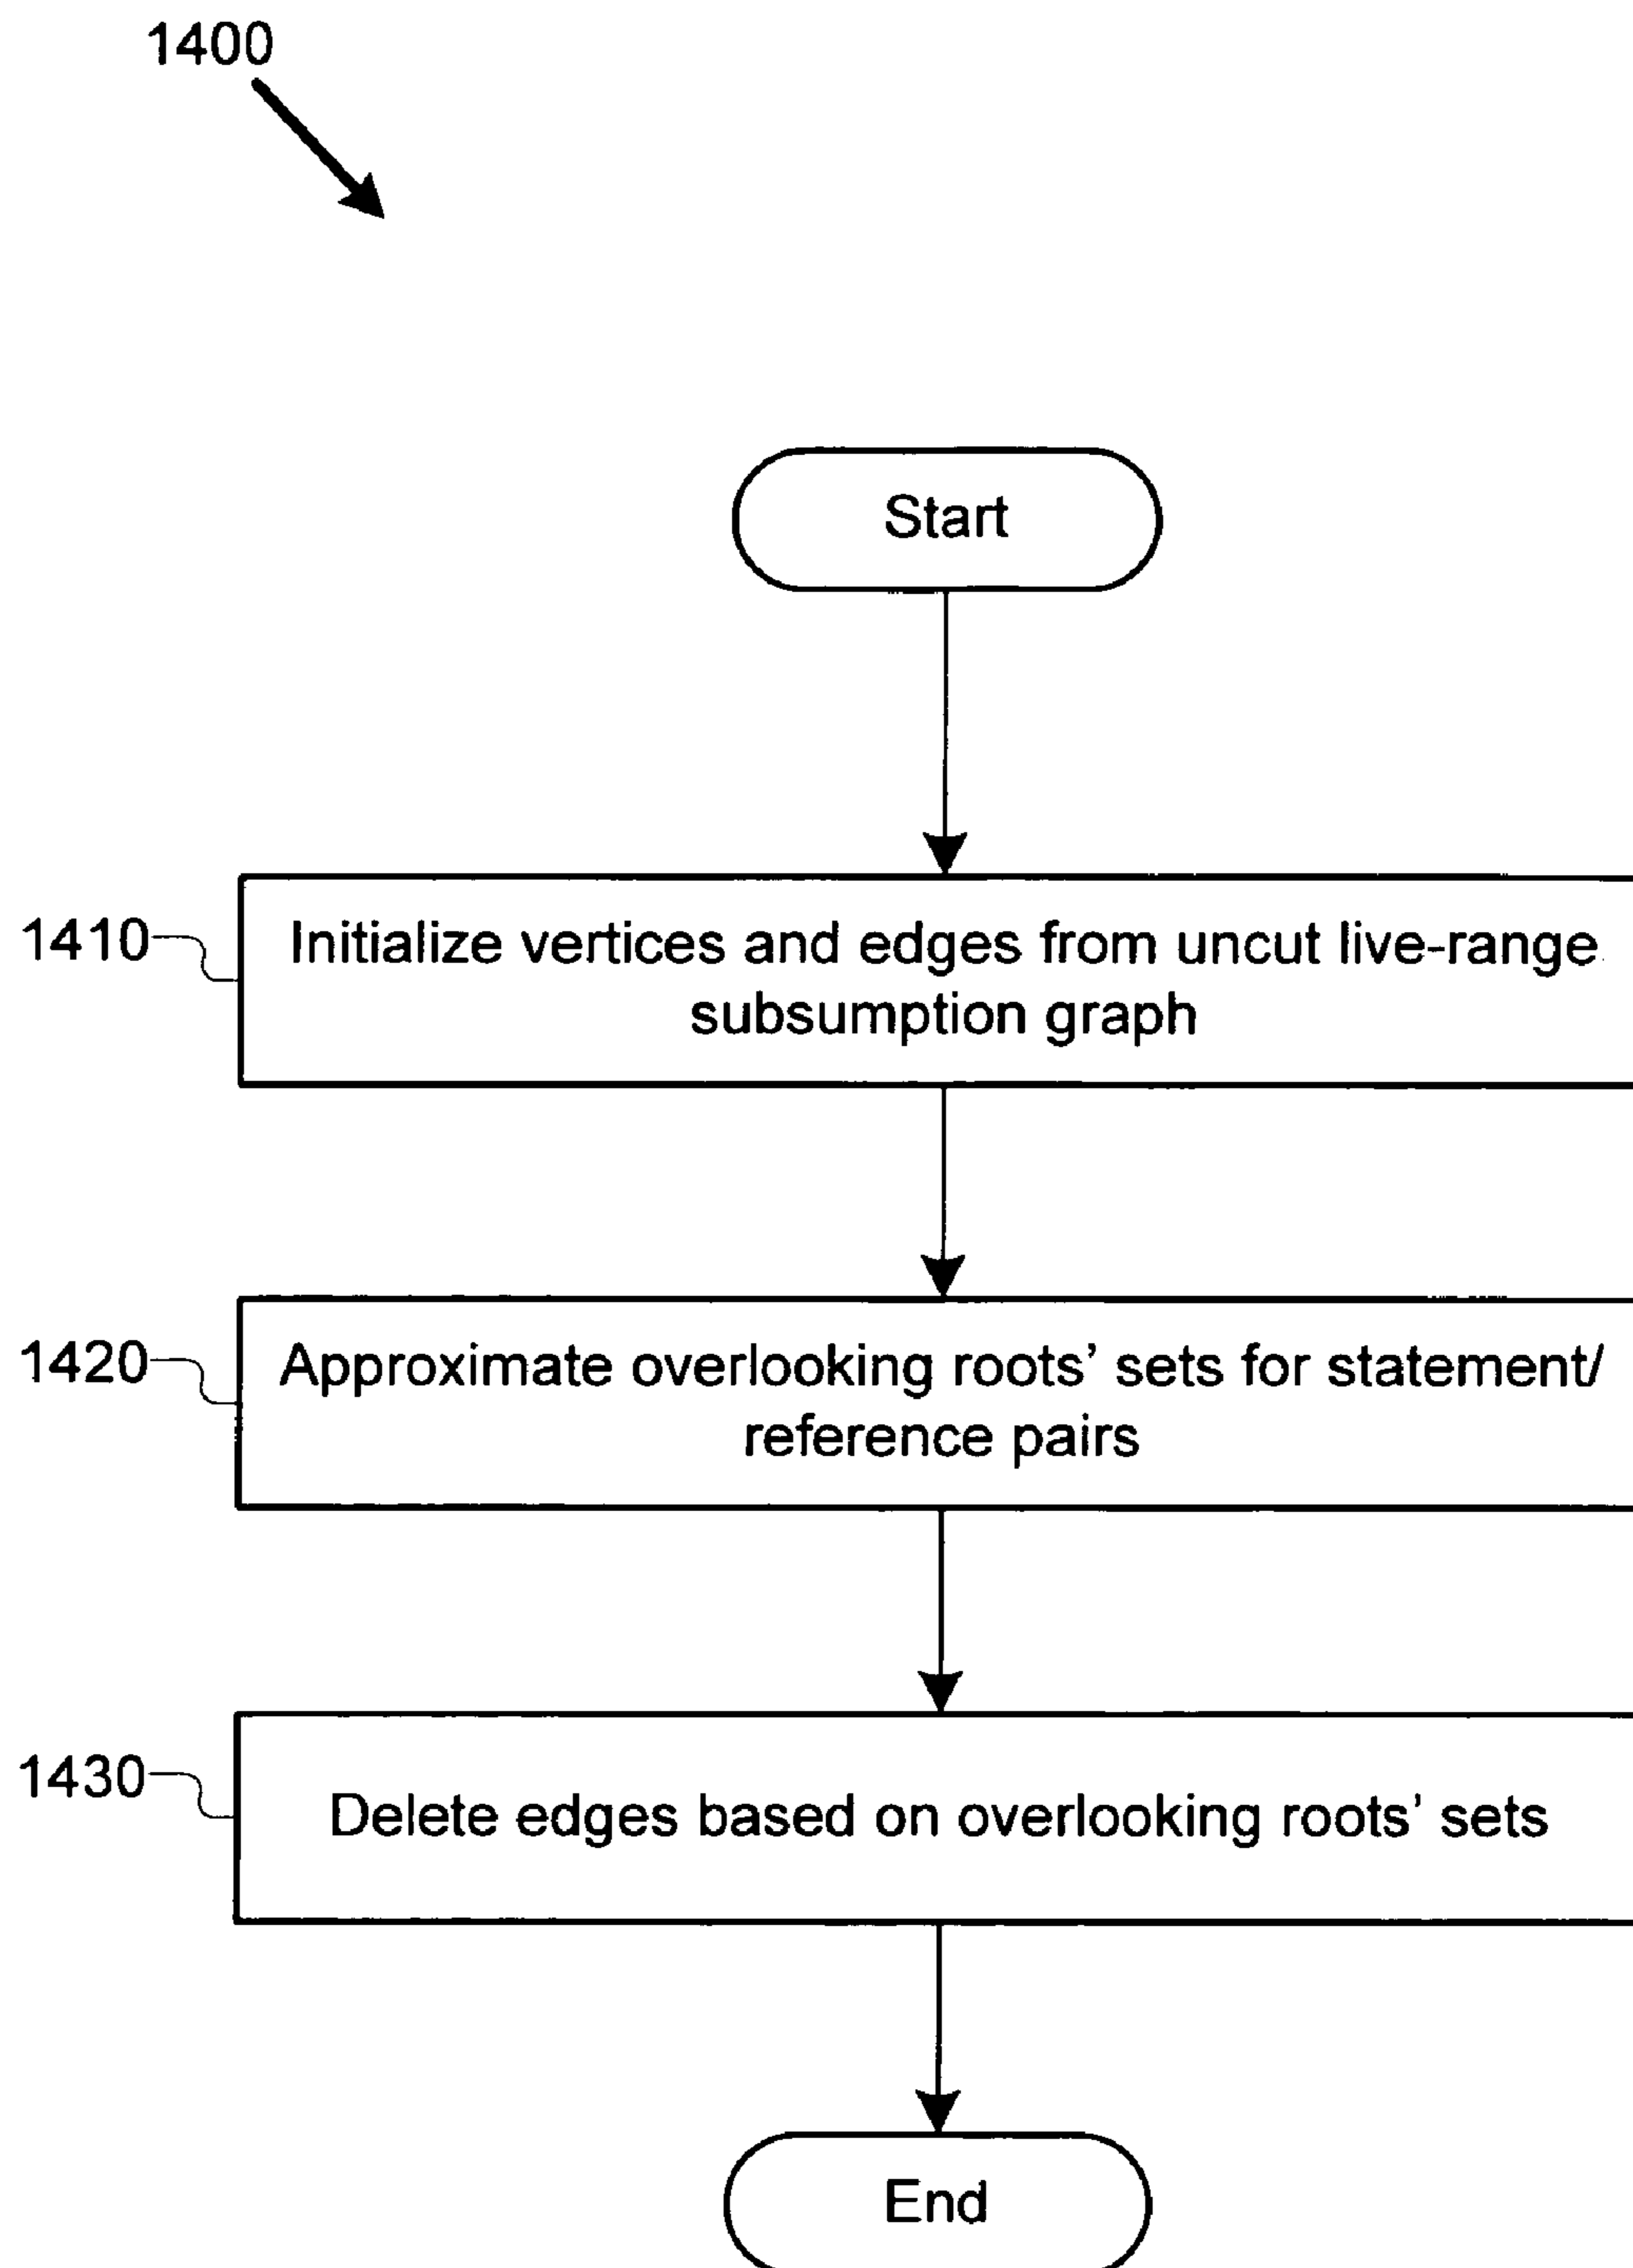 1400
Start
1410
Initialize vertices and edges from uncut live-range
subsumption graph
1420
Approximate overlooking roots’ sets for statement/
reference pairs
1430
Delete edges based on overlooking roots’ sets
End